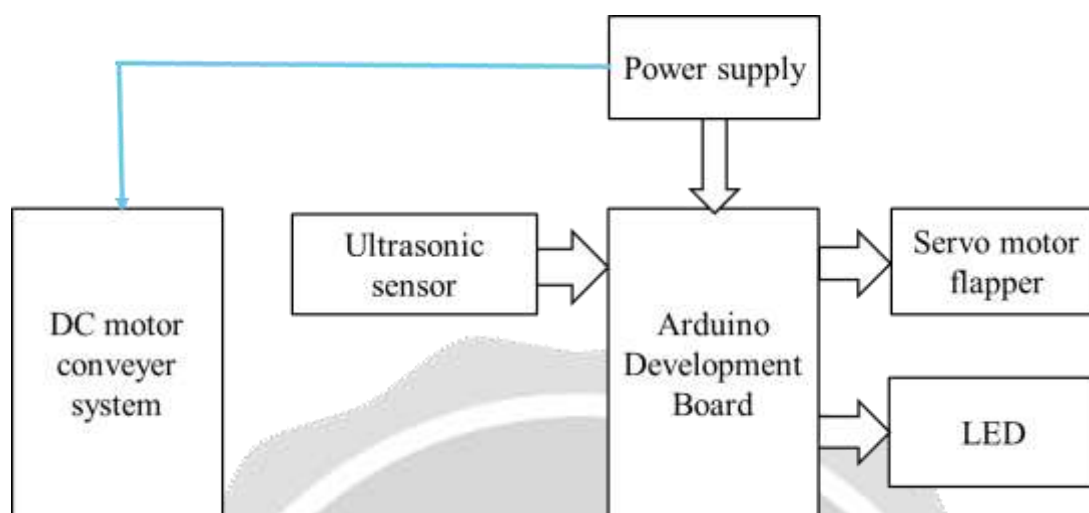 Power supply
Ultrasonic
sensor
Servo motor
flapper
DC motor
conveyer
system
Arduino
Development
Board
LED